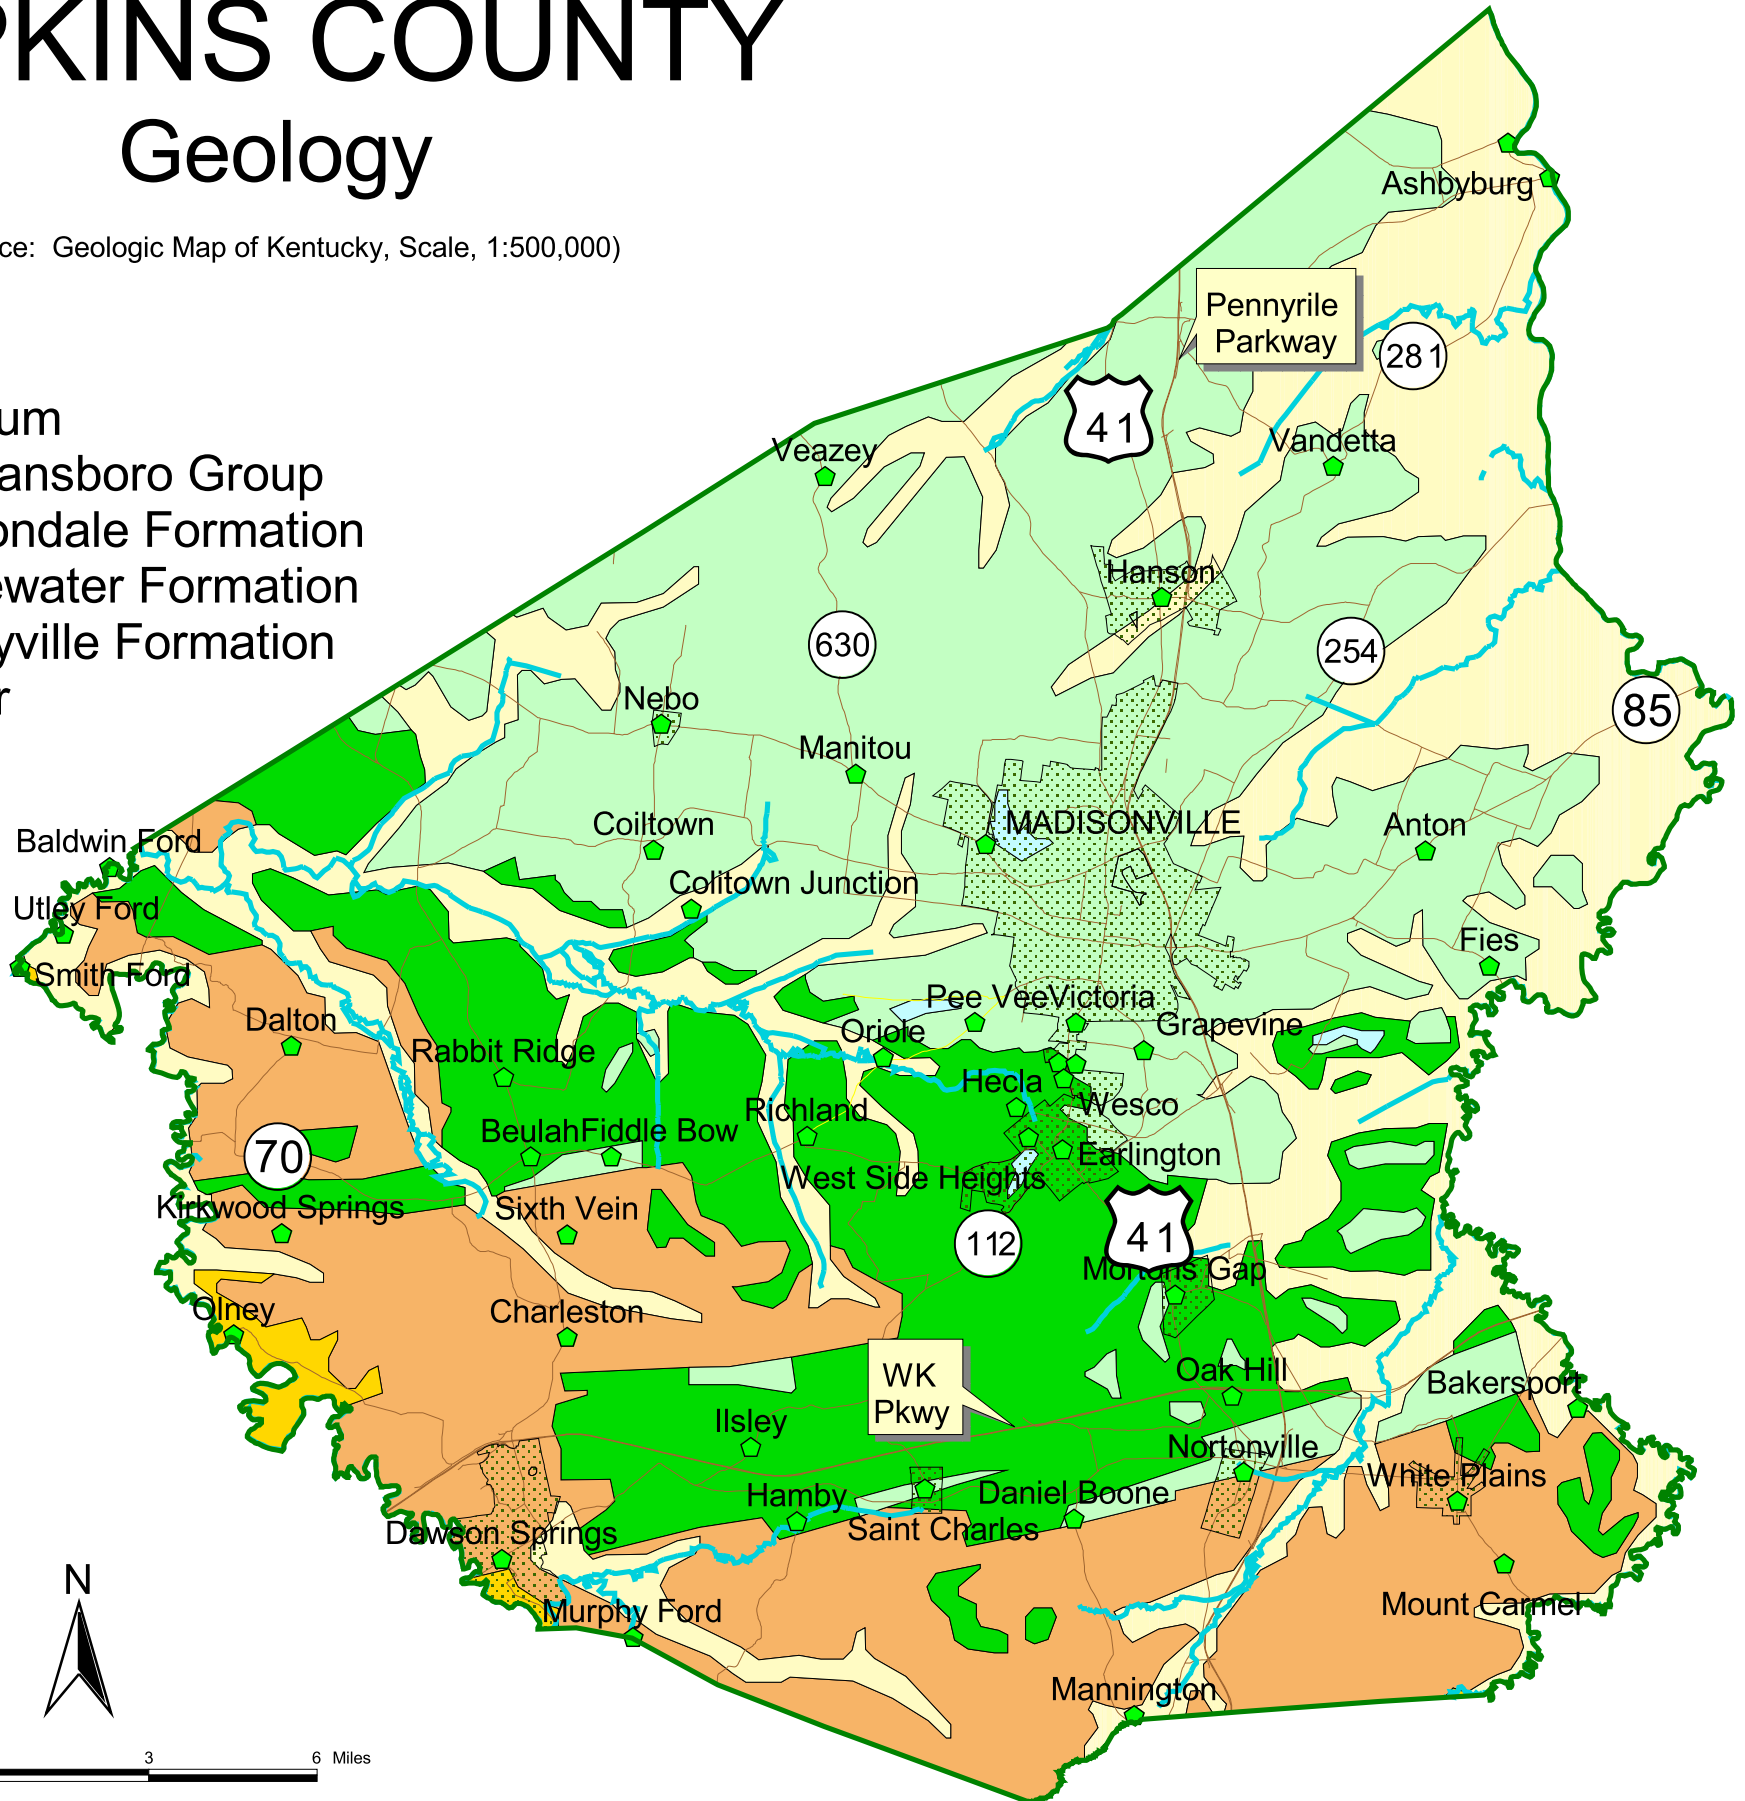 PKINS COUNTY
Geology
ce: Geologic Map of Kentucky, Scale, 1:500,000)
um
ansboro Group
ondale Formation
ewater Formation
yville Formation
r
Ashbyburg
Pennyrile
Parkway
281
41
Veazey
Vandetta
Hanson
630
254
Nebo
85
Manitou
Coiltown
MADISONVILLE
Anton
Baldwin Ford
Colitown Junction
Utley Ford
Fies
Smith Ford
Pee Vee
Victoria
Dalton
Oriole
Grapevine
Rabbit Ridge
Hecla
Richland
Wesco
Beulah
Fiddle Bow
70
Earlington
West Side Heights
Kirkwood Springs
Sixth Vein
112
41
Mortons Gap
Olney
Charleston
WK
Pkwy
Oak Hill
Bakersport
Ilsley
Nortonville
White Plains
Hamby
Daniel Boone
Saint Charles
Dawson Springs
N
Murphy Ford
Mount Carmel
Mannington
3
6 Miles